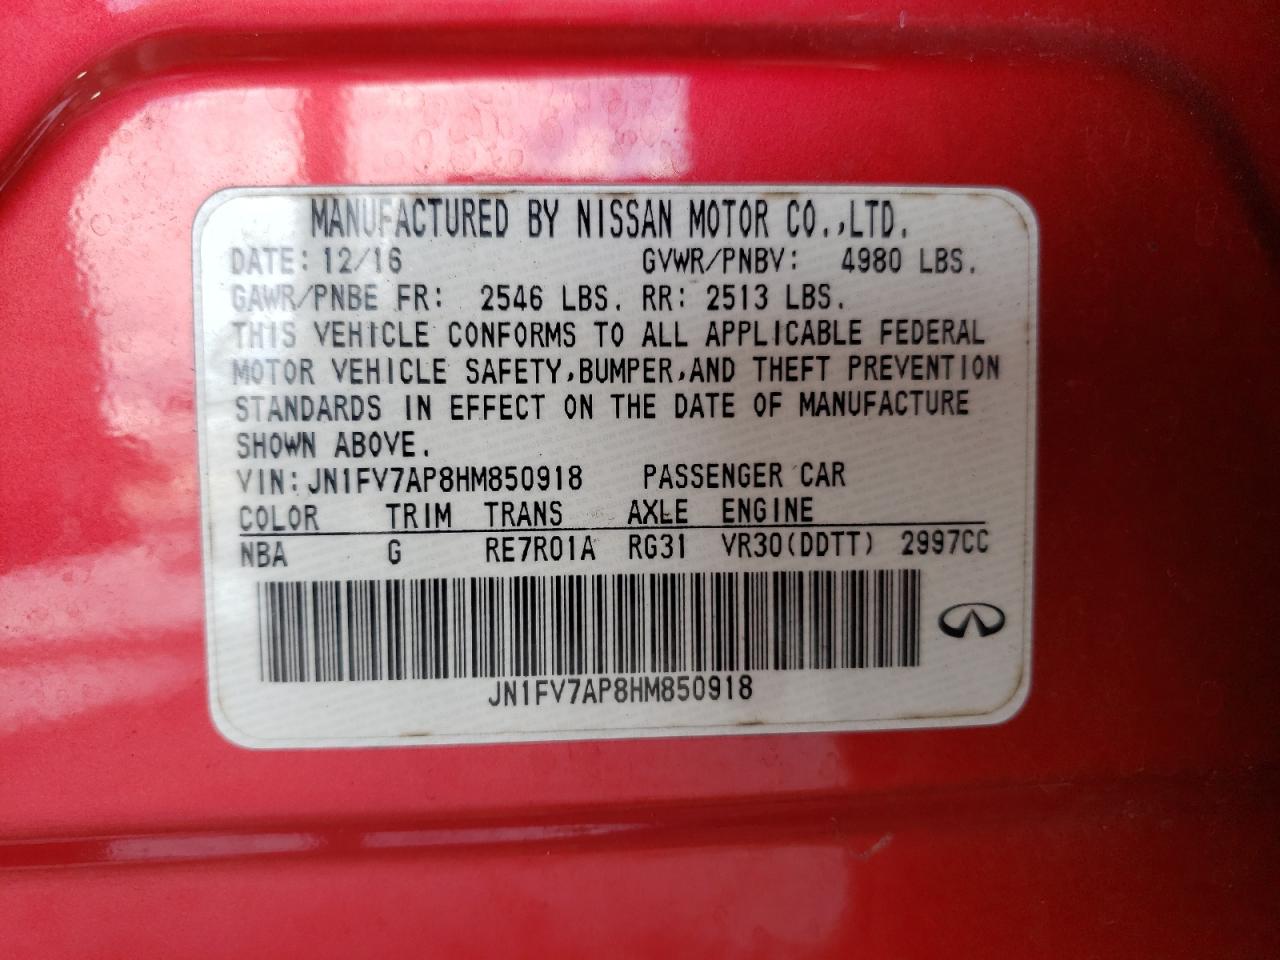 MANUFACTURED BY NISSAN MOTOR CO.,LTD.
DATE: 12/16 GVWR/PNBV: 4980 LBS.
GAWR/PNBE FR: 2546 LBS. RR: 2513 LBS.
THIS VEHICLE CONFORMS TO ALL APPLICABLE FEDERAL
MOTOR VEHICLE SAFETY,BUMPER,AND THEFT PREVENTION
STANDARDS IN EFFECT ON THE DATE OF MANUFACTURE
SHOWN ABOVE.
VIN: JN1FV7AP8HM850918 PASSENGER CAR
COLOR TRIM TRANS AXLE ENGINE
NBA G RE7R01A RG31 VR30(DDTT) 2997CC
JN1FV7AP8HM850918